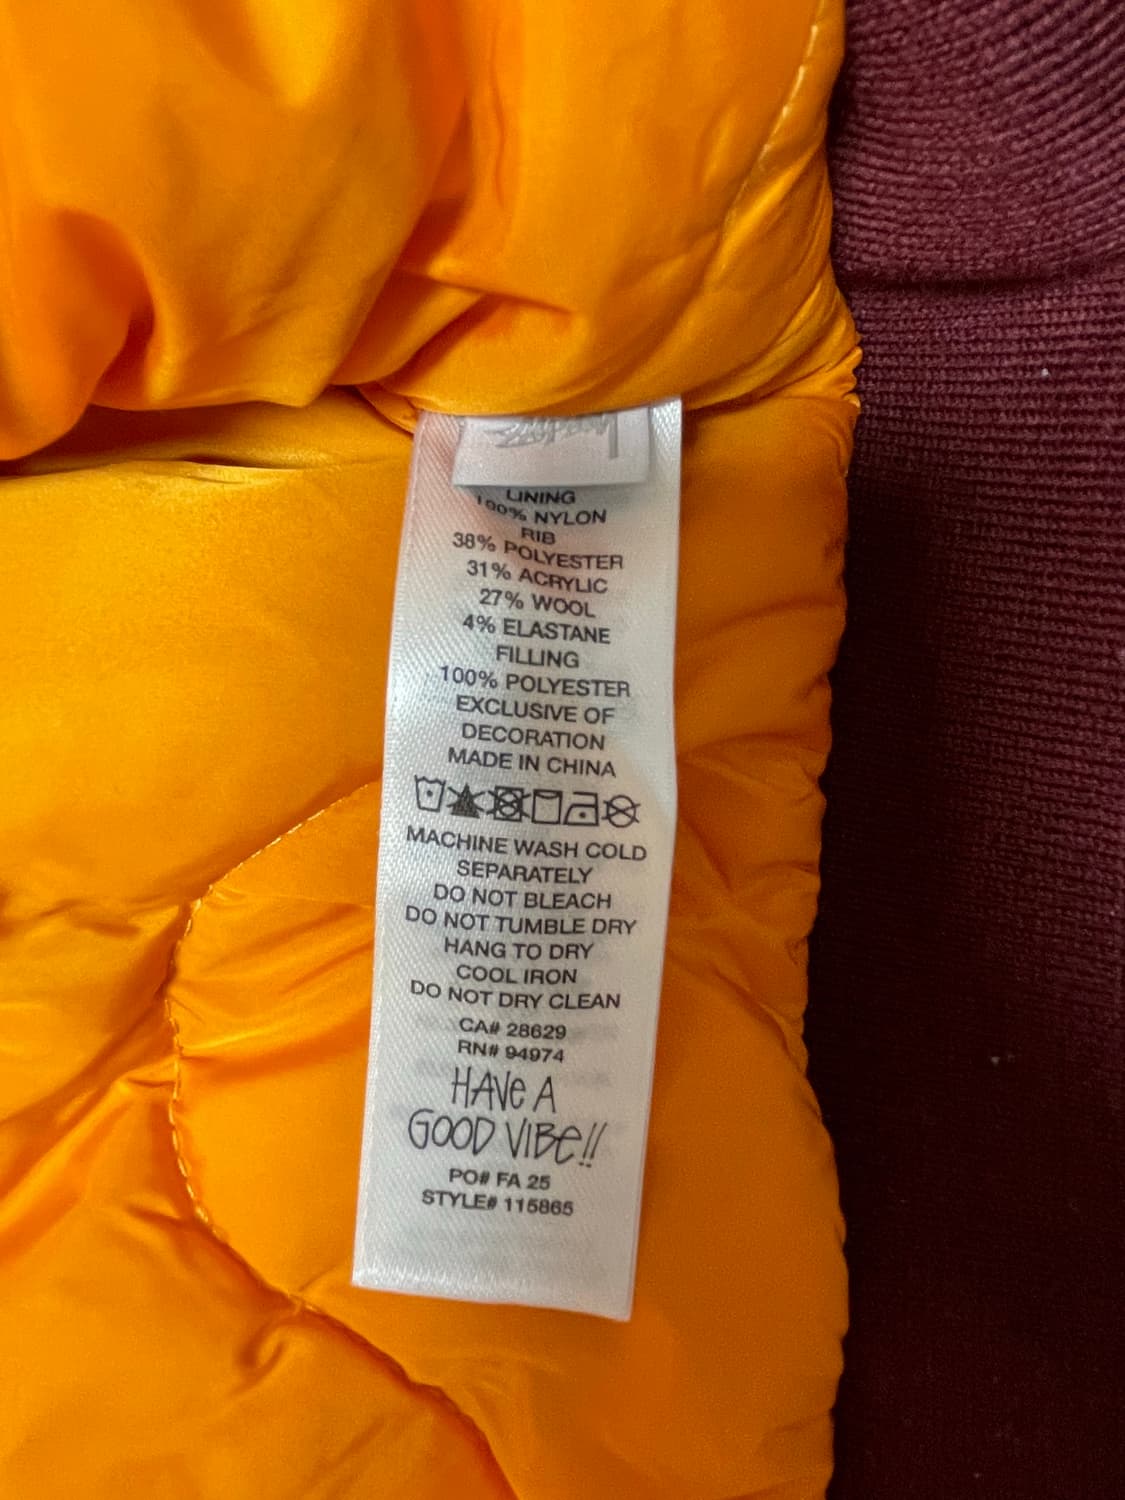 LINING
100% NYLON
RIB
38% POLYESTER
31% ACRYLIC
27% WOOL
4% ELASTANE
FILLING
100% POLYESTER
EXCLUSIVE OF
DECORATION
MADE IN CHINA
MACHINE WASH COLD
SEPARATELY
DO NOT BLEACH
DO NOT TUMBLE DRY
HANG TO DRY
COOL IRON
DO NOT DRY CLEAN
CA# 28629
RN# 94974
HAVE A
GOOD VIBE!!
PO# FA 25
STYLE# 115865